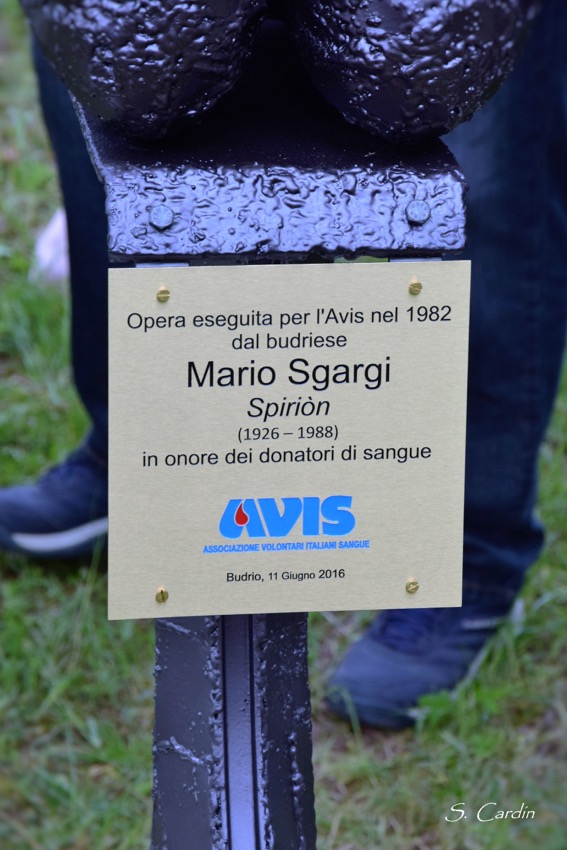 Opera eseguita per l'Avis nel 1982
dal budriese
Mario Sgargi
Spiriòn
(1926 – 1988)
in onore dei donatori di sangue
AVIS
ASSOCIAZIONE VOLONTARI ITALIANI SANGUE
Budrio, 11 Giugno 2016
S. Cardin